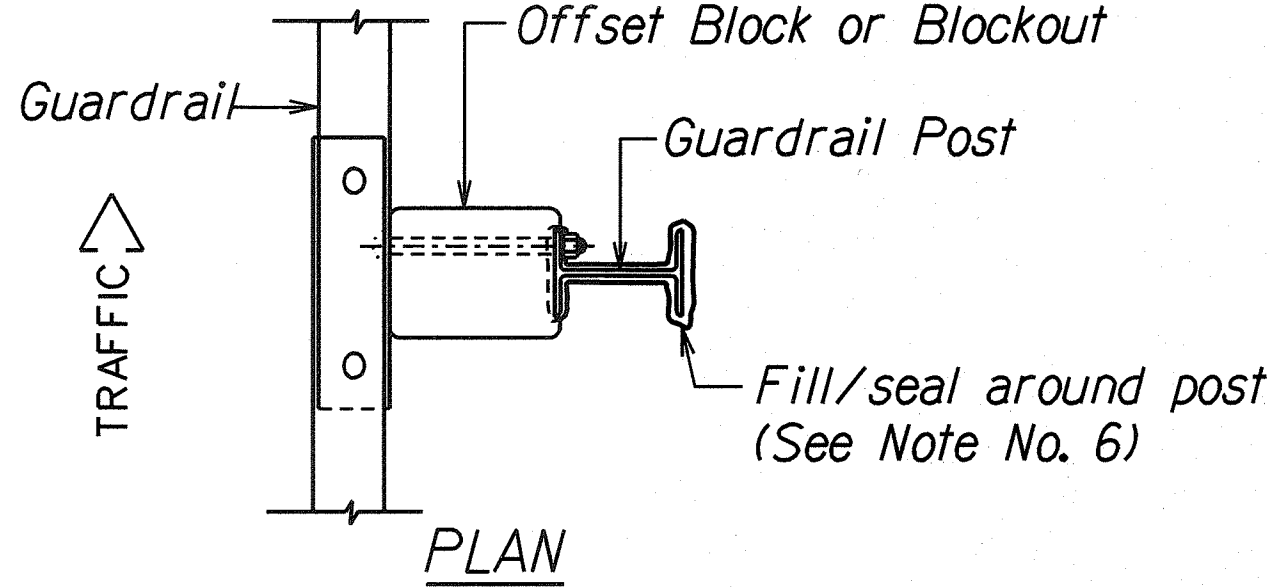 Offset Block or Blockout
Guardrail
Guardrail Post
TRAFFIC
Fill/seal around post
(See Note No. 6)
PLAN